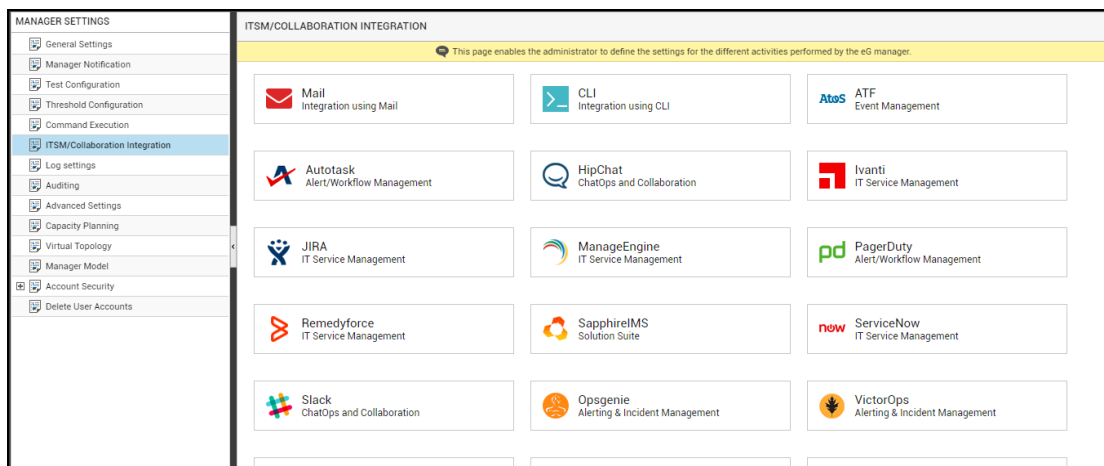 MANAGER SETTINGS
General Settings
Manager Notification
Test Configuration
Threshold Configuration
Command Execution
ITSM/Collaboration Integration
Log settings
Auditing
Advanced Settings
Capacity Planning
Virtual Topology
Manager Model
Account Security
Delete User Accounts
ITSM/COLLABORATION INTEGRATION
This page enables the administrator to define the settings for the different activities performed by the eG manager.
Mail
Integration using Mail
CLI
Integration using CLI
Atos
ATF
Event Management
Autotask
Alert/Workflow Management
HipChat
ChatOps and Collaboration
Ivanti
IT Service Management
JIRA
IT Service Management
ManageEngine
IT Service Management
pd
PagerDuty
Alert/Workflow Management
Remedyforce
IT Service Management
SapphireIMS
Solution Suite
now
ServiceNow
IT Service Management
Slack
ChatOps and Collaboration
Opsgenie
Alerting & Incident Management
VictorOps
Alerting & Incident Management